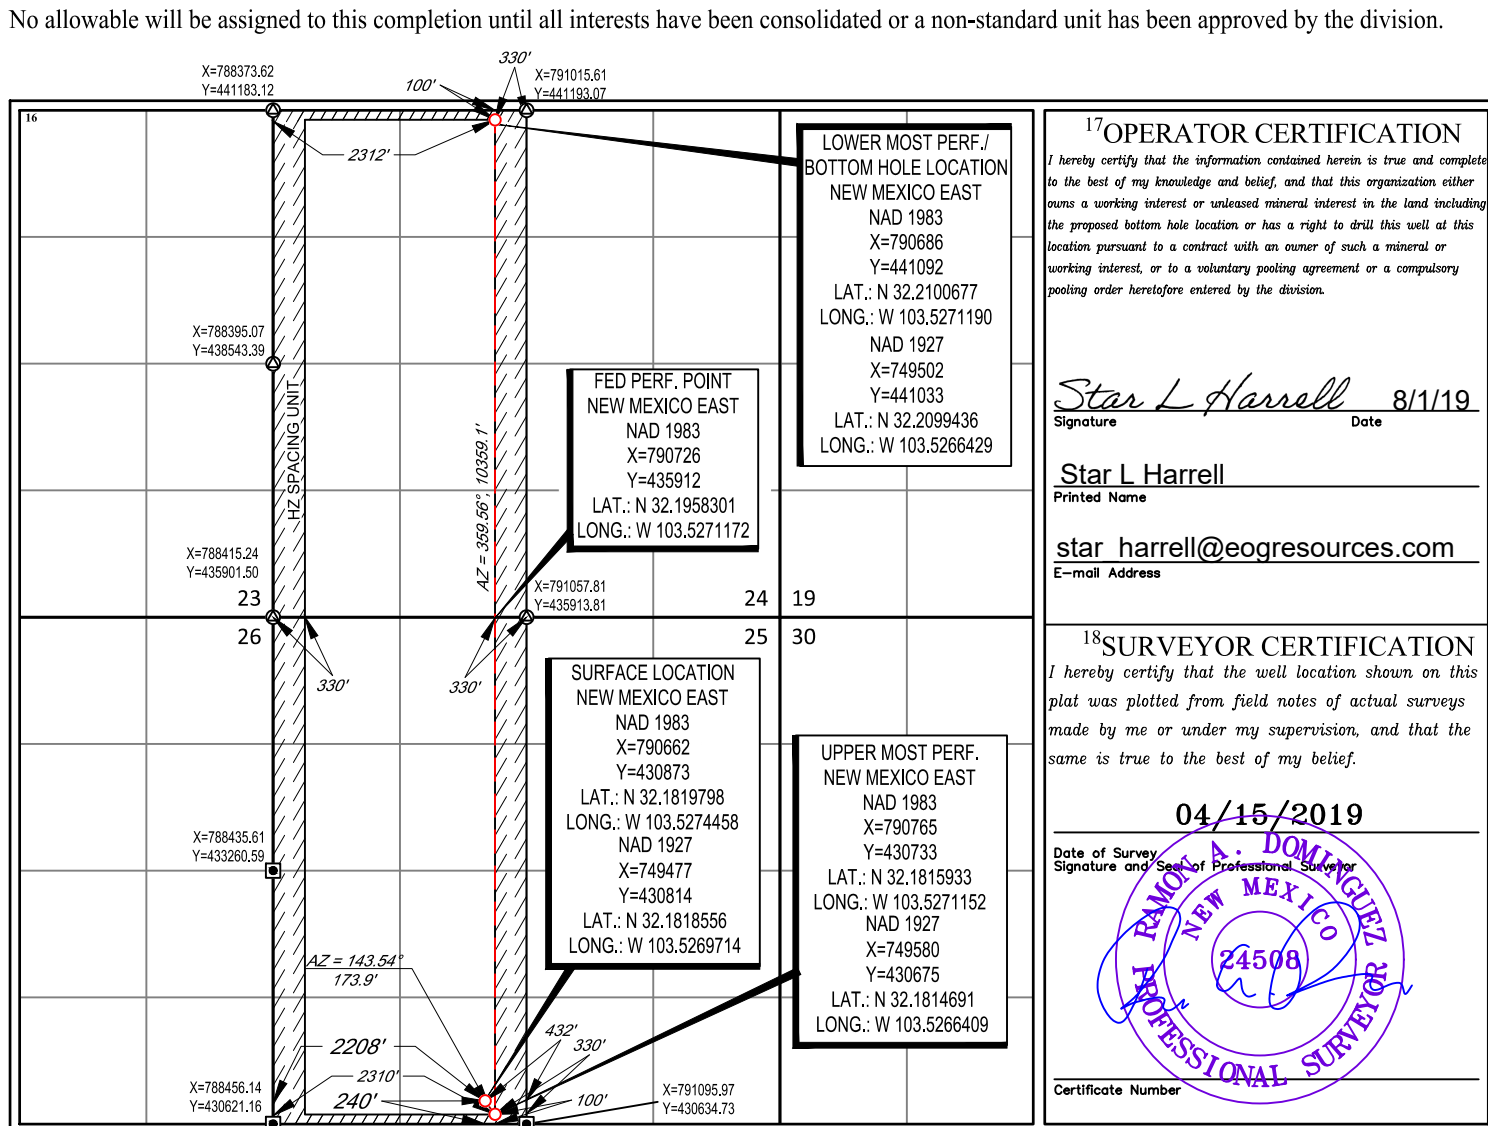 No allowable will be assigned to this completion until all interests have been consolidated or a non-standard unit has been approved by the division.
16
X=788373.62
Y=441183.12
100'
330'
X=791015.61
Y=441193.07
2312'
LOWER MOST PERF./
BOTTOM HOLE LOCATION
NEW MEXICO EAST
NAD 1983
X=790686
Y=441092
LAT.: N 32.2100677
LONG.: W 103.5271190
NAD 1927
X=749502
Y=441033
LAT.: N 32.2099436
LONG.: W 103.5266429
X=788395.07
Y=438543.39
HZ SPACING UNIT
AZ = 359.56°, 10359.1'
FED PERF. POINT
NEW MEXICO EAST
NAD 1983
X=790726
Y=435912
LAT.: N 32.1958301
LONG.: W 103.5271172
X=788415.24
Y=435901.50
X=791057.81
Y=435913.81
23
24
19
26
25
30
330'
330'
SURFACE LOCATION
NEW MEXICO EAST
NAD 1983
X=790662
Y=430873
LAT.: N 32.1819798
LONG.: W 103.5274458
NAD 1927
X=749477
Y=430814
LAT.: N 32.1818556
LONG.: W 103.5269714
UPPER MOST PERF.
NEW MEXICO EAST
NAD 1983
X=790765
Y=430733
LAT.: N 32.1815933
LONG.: W 103.5271152
NAD 1927
X=749580
Y=430675
LAT.: N 32.1814691
LONG.: W 103.5266409
X=788435.61
Y=433260.59
AZ = 143.54°
173.9'
2208'
2310'
240'
432'
330'
100'
X=788456.14
Y=430621.16
X=791095.97
Y=430634.73
17OPERATOR CERTIFICATION
I hereby certify that the information contained herein is true and complete
to the best of my knowledge and belief, and that this organization either
owns a working interest or unleased mineral interest in the land including
the proposed bottom hole location or has a right to drill this well at this
location pursuant to a contract with an owner of such a mineral or
working interest, or to a voluntary pooling agreement or a compulsory
pooling order heretofore entered by the division.
Star L Harrell 8/1/19
Signature Date
Star L Harrell
Printed Name
star_harrell@eogresources.com
E-mail Address
18SURVEYOR CERTIFICATION
I hereby certify that the well location shown on this
plat was plotted from field notes of actual surveys
made by me or under my supervision, and that the
same is true to the best of my belief.
04/15/2019
Date of Survey
Signature and Seal of Professional Surveyor
RAMON A. DOMINGUEZ
NEW MEXICO
24508
PROFESSIONAL SURVEYOR
Certificate Number